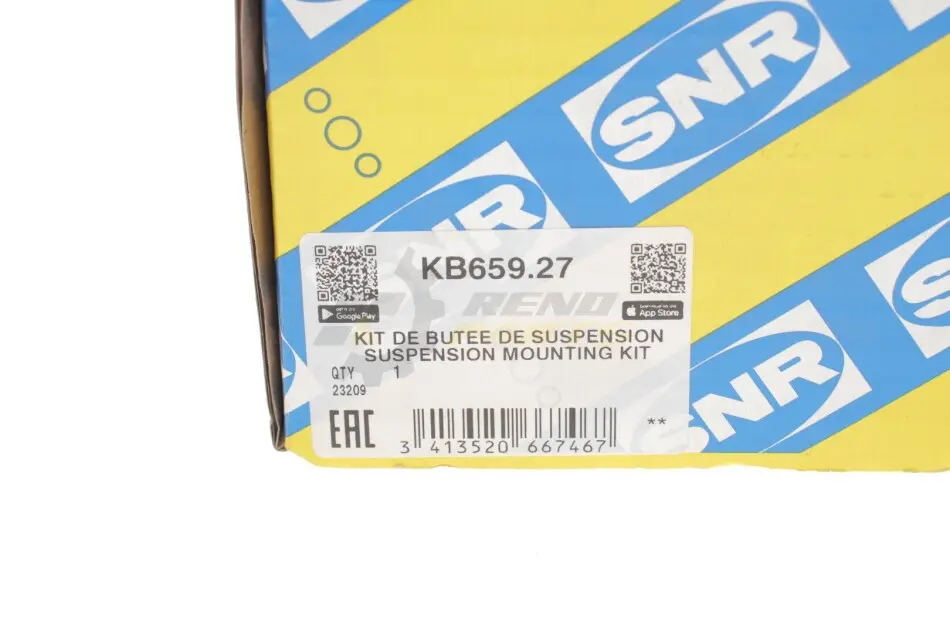 SNR
SNR
KB659.27
RENO
Google Play
App Store
KIT DE BUTEE DE SUSPENSION
SUSPENSION MOUNTING KIT
QTY 1
23209
EAC
3 413520 667467
**
SNR
SNR